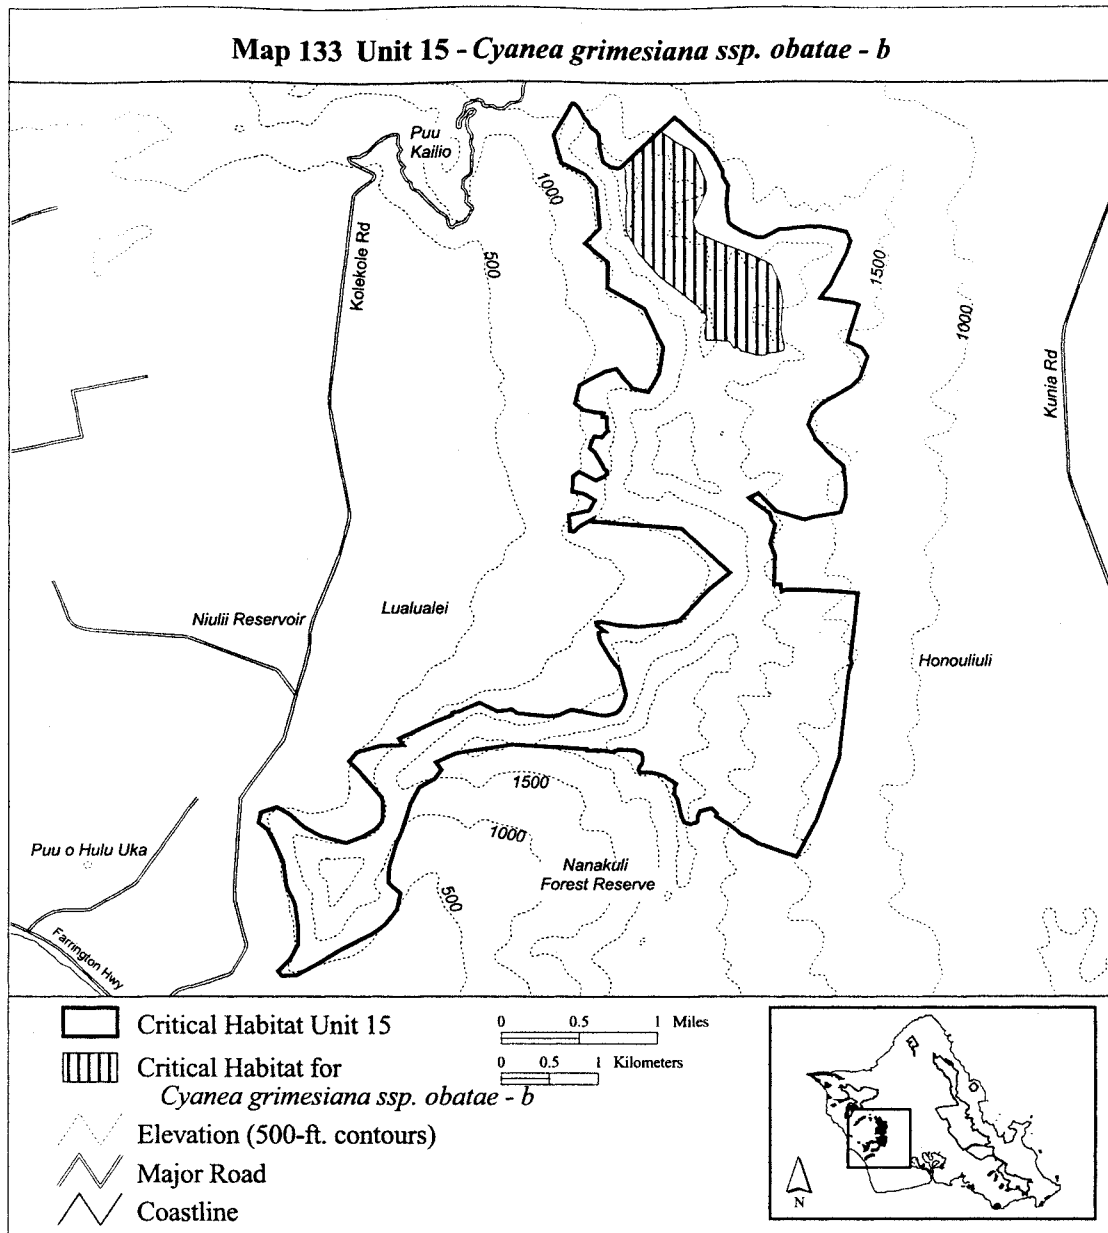 Map 133 Unit 15 - Cyanea grimesiana ssp. obatae - b
Puu
Kailio
1000
Kolekole Rd
500
1500
1000
Kunia Rd
Niulii Reservoir
Lualualei
Honouliuli
1500
1000
Puu o Hulu Uka
Nanakuli
Forest Reserve
500
Farrington Hwy
Critical Habitat Unit 15
0 0.5 1 Miles
Critical Habitat for
Cyanea grimesiana ssp. obatae - b
0 0.5 1 Kilometers
Elevation (500-ft. contours)
Major Road
Coastline
N